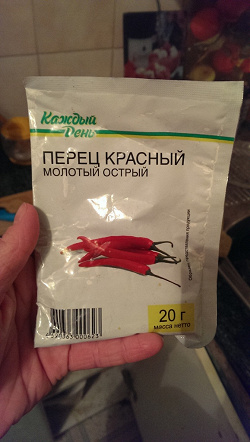 Каждый
День
ПЕРЕЦ КРАСНЫЙ
МОЛОТЫЙ ОСТРЫЙ
20 г
масса нетто